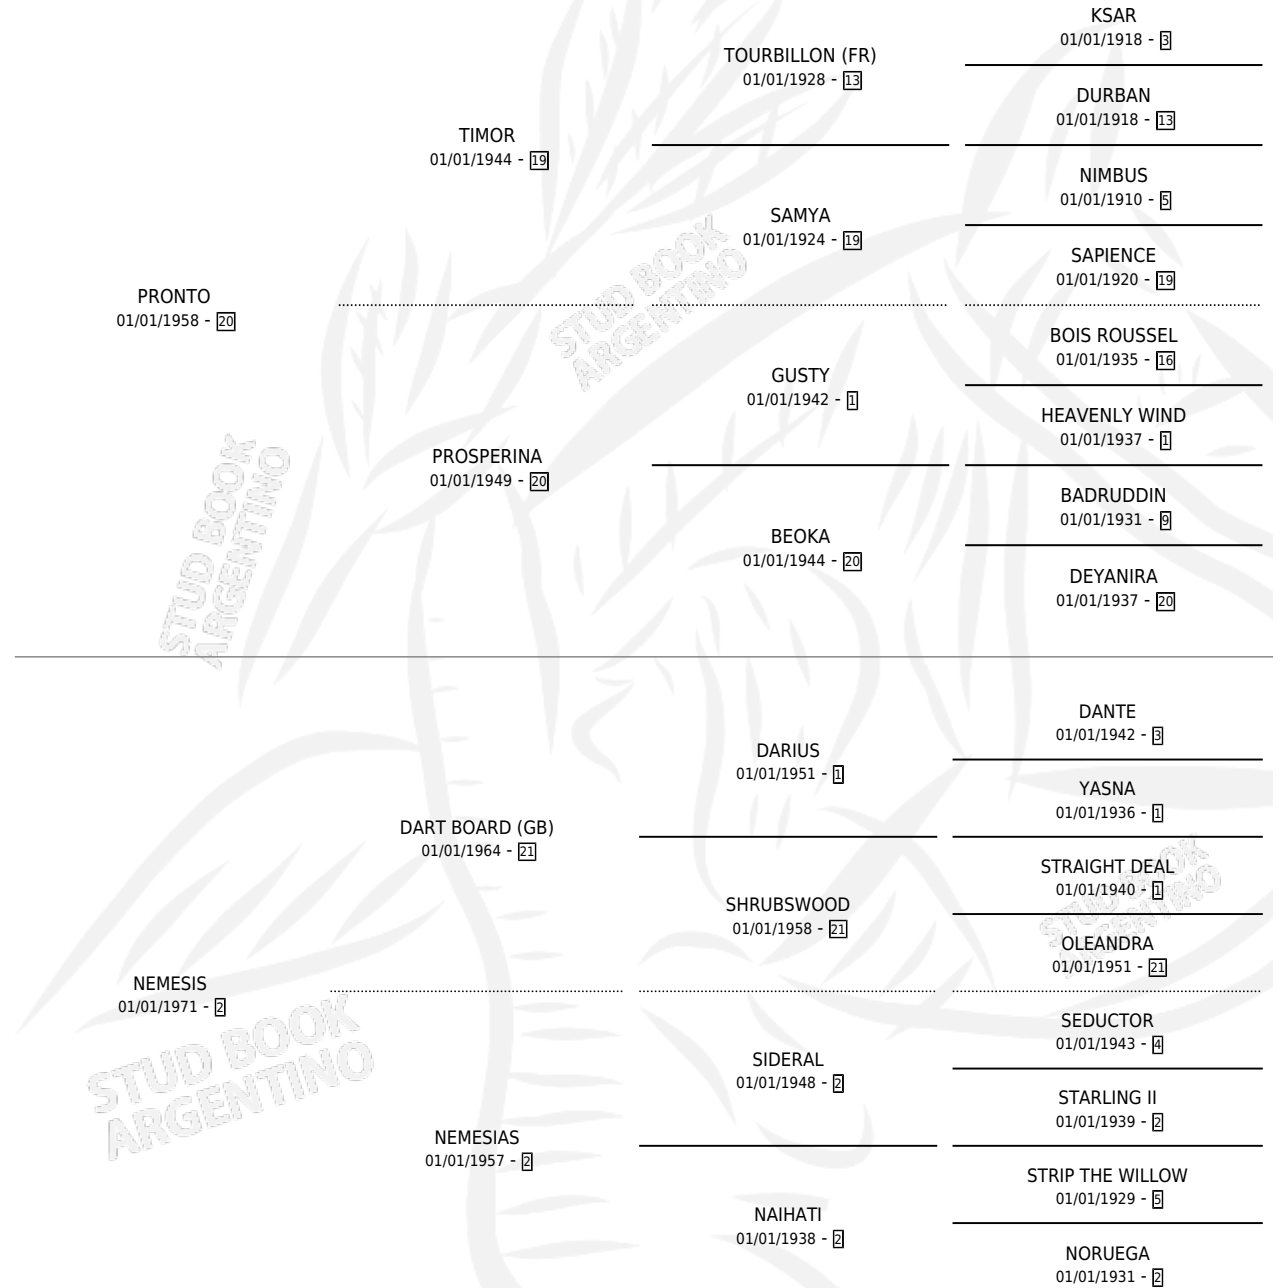 KSAR
01/01/1918 - 3
TOURBILLON (FR)
01/01/1928 - 13
DURBAN
01/01/1918 - 13
TIMOR
01/01/1944 - 19
NIMBUS
01/01/1910 - 5
SAMYA
01/01/1924 - 19
SAPIENCE
01/01/1920 - 19
PRONTO
01/01/1958 - 20
STUD BOOK
ARGENTINO
BOIS ROUSSEL
01/01/1935 - 16
GUSTY
01/01/1942 - 1
HEAVENLY WIND
01/01/1937 - 1
PROSPERINA
01/01/1949 - 20
BADRUDDIN
01/01/1931 - 9
BEOKA
01/01/1944 - 20
DEYANIRA
01/01/1937 - 20
STUD BOOK
ARGENTINO
DANTE
01/01/1942 - 3
DARIUS
01/01/1951 - 1
YASNA
01/01/1936 - 1
DART BOARD (GB)
01/01/1964 - 21
STRAIGHT DEAL
01/01/1940 - 1
SHRUBSWOOD
01/01/1958 - 21
OLEANDRA
01/01/1951 - 21
STUD BOOK
ARGENTINO
NEMESIS
01/01/1971 - 2
SEDUCTOR
01/01/1943 - 4
SIDERAL
01/01/1948 - 2
STARLING II
01/01/1939 - 2
STUD BOOK
ARGENTINO
NEMESIAS
01/01/1957 - 2
STRIP THE WILLOW
01/01/1929 - 5
NAIHATI
01/01/1938 - 2
NORUEGA
01/01/1931 - 2